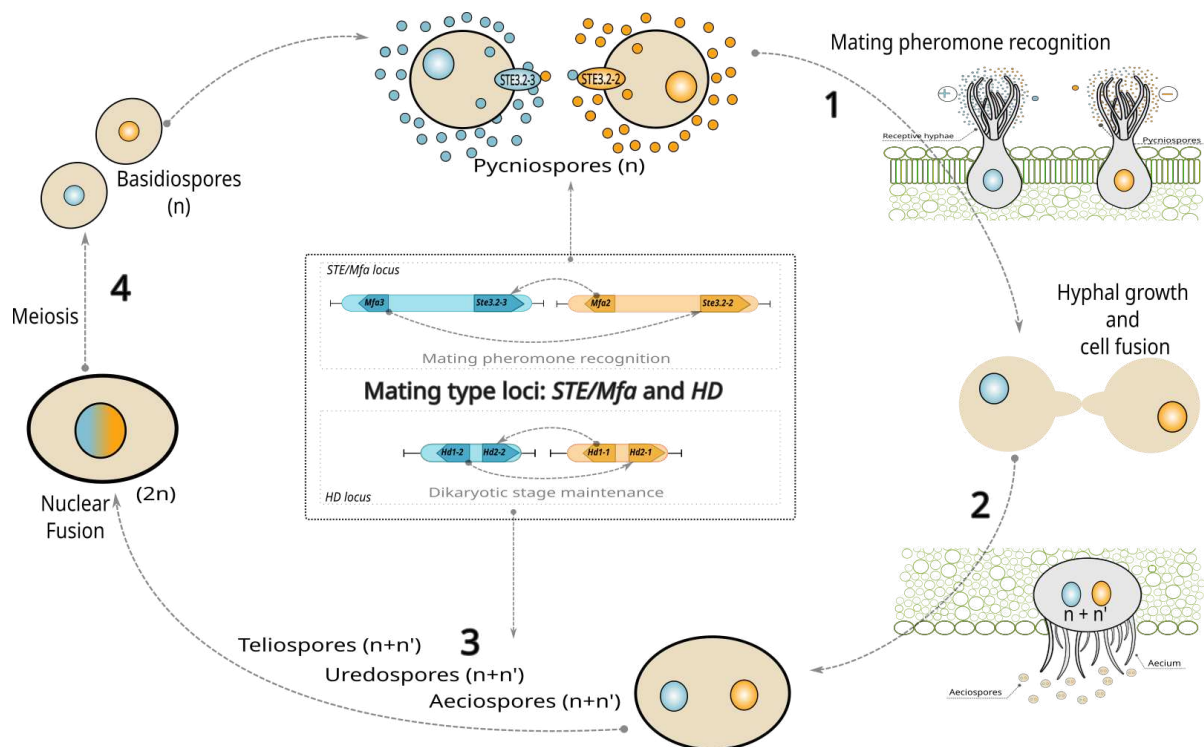 STE3.2-3
STE3.2-2
Pycniospores (n)
1
Mating pheromone recognition
+
−
Receptive hyphae
Pycniospores
Basidiospores
(n)
4
Meiosis
STE/Mfa locus
Mfa3
Ste3.2-3
Mfa2
Ste3.2-2
Mating pheromone recognition
Mating type loci: STE/Mfa and HD
Hd1-2
Hd2-2
Hd1-1
Hd2-1
Dikaryotic stage maintenance
HD locus
Hyphal growth
and
cell fusion
2
(2n)
Nuclear
Fusion
n + n'
Aecium
Aeciospores
3
Teliospores (n+n')
Uredospores (n+n')
Aeciospores (n+n')